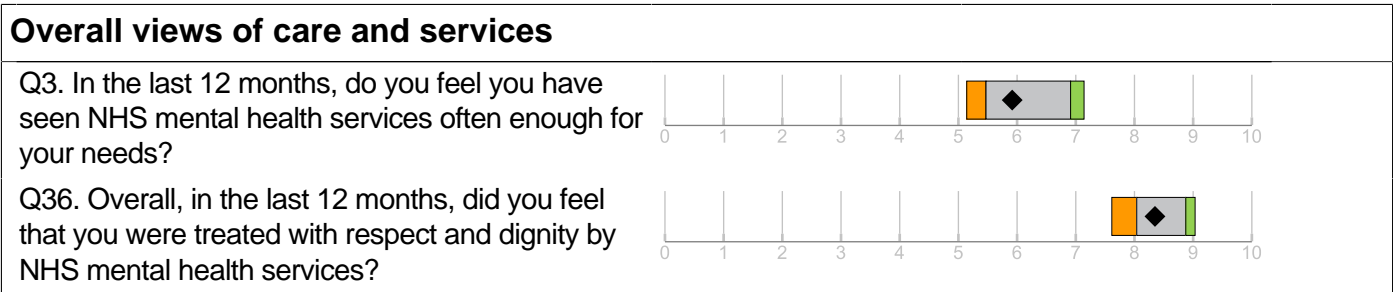 Overall views of care and services
Q3. In the last 12 months, do you feel you have
seen NHS mental health services often enough for
your needs?
0 1 2 3 4 5 6 7 8 9 10
Q36. Overall, in the last 12 months, did you feel
that you were treated with respect and dignity by
NHS mental health services?
0 1 2 3 4 5 6 7 8 9 10